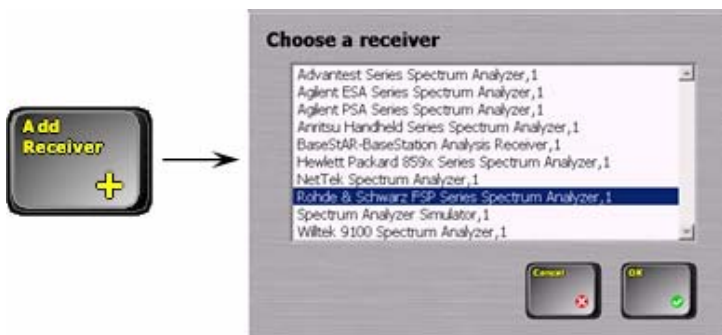 Add
Receiver
Choose a receiver
Advantest Series Spectrum Analyzer,1
Agilent ESA Series Spectrum Analyzer,1
Agilent PSA Series Spectrum Analyzer,1
Anritsu Handheld Series Spectrum Analyzer,1
BaseStAR-BaseStation Analysis Receiver,1
Hewlett Packard 859x Series Spectrum Analyzer,1
NetTek Spectrum Analyzer,1
Rohde & Schwarz FSP Series Spectrum Analyzer,1
Spectrum Analyzer Simulator,1
Willtek 9100 Spectrum Analyzer,1
Cancel
OK